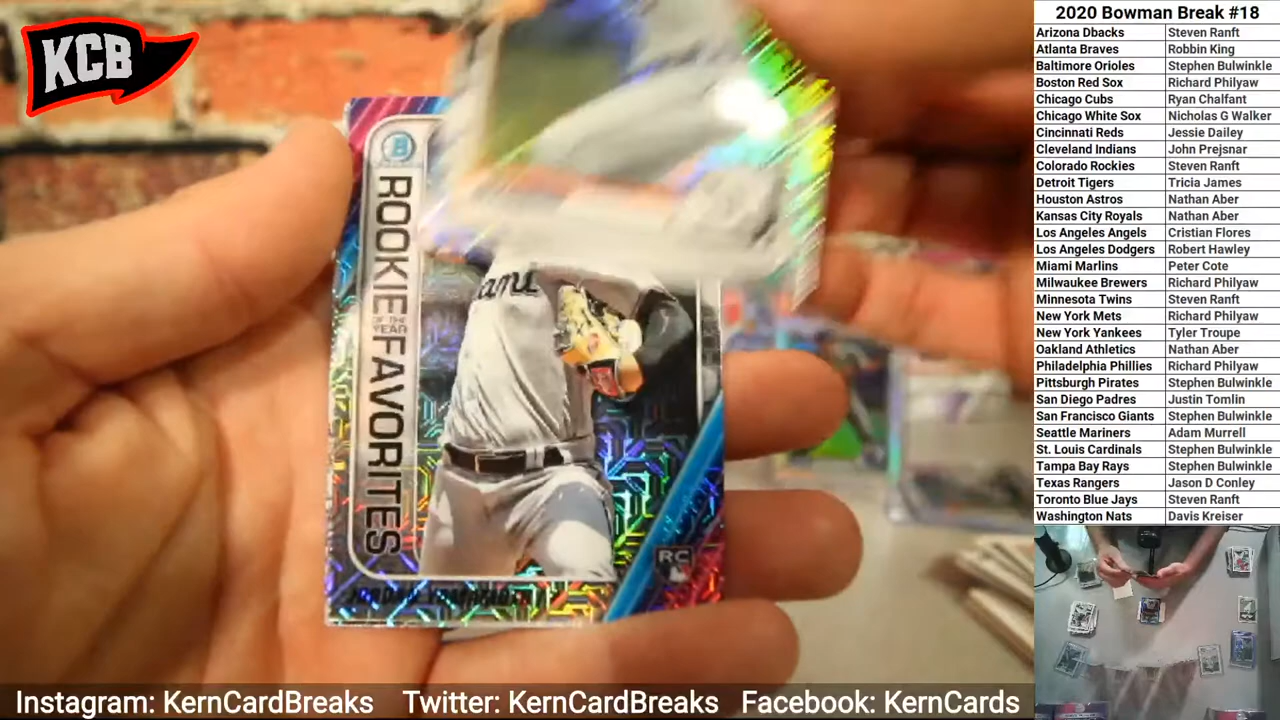 KCB
B
ROOKIE
OF THE
YEAR
FAVORITES
ami
RC
2020 Bowman Break #18
Arizona Dbacks Steven Ranft
Atlanta Braves Robbin King
Baltimore Orioles Stephen Bulwinkle
Boston Red Sox Richard Philyaw
Chicago Cubs Ryan Chalfant
Chicago White Sox Nicholas G Walker
Cincinnati Reds Jessie Dailey
Cleveland Indians John Prejsnar
Colorado Rockies Steven Ranft
Detroit Tigers Tricia James
Houston Astros Nathan Aber
Kansas City Royals Nathan Aber
Los Angeles Angels Cristian Flores
Los Angeles Dodgers Robert Hawley
Miami Marlins Peter Cote
Milwaukee Brewers Richard Philyaw
Minnesota Twins Steven Ranft
New York Mets Richard Philyaw
New York Yankees Tyler Troupe
Oakland Athletics Nathan Aber
Philadelphia Phillies Richard Philyaw
Pittsburgh Pirates Stephen Bulwinkle
San Diego Padres Justin Tomlin
San Francisco Giants Stephen Bulwinkle
Seattle Mariners Adam Murrell
St. Louis Cardinals Stephen Bulwinkle
Tampa Bay Rays Stephen Bulwinkle
Texas Rangers Jason D Conley
Toronto Blue Jays Steven Ranft
Washington Nats Davis Kreiser
Instagram: KernCardBreaks Twitter: KernCardBreaks Facebook: KernCards